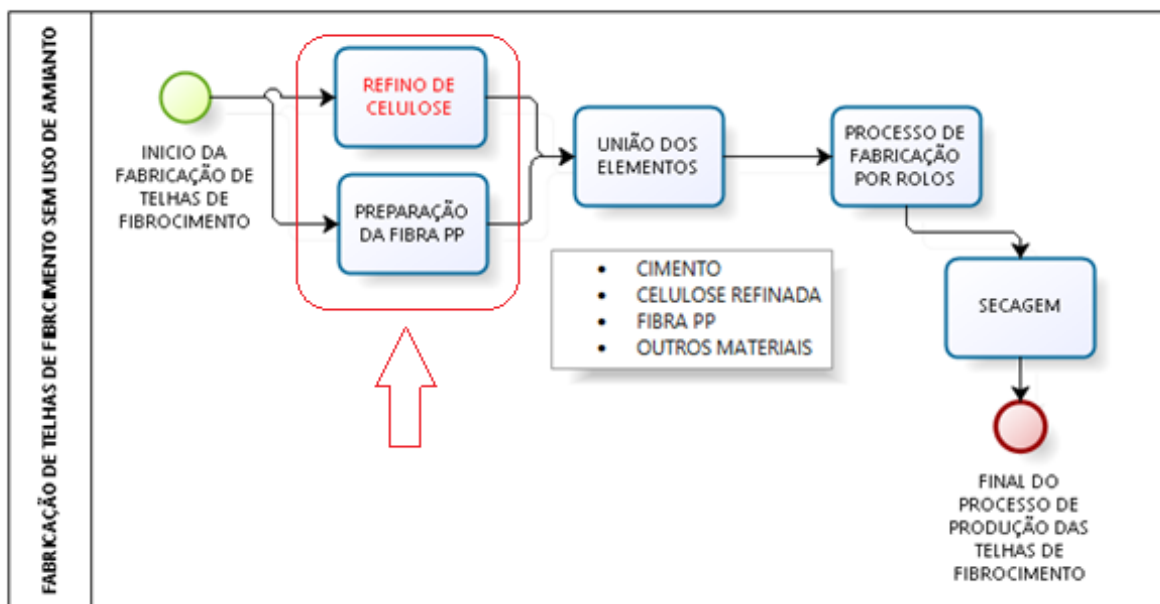 FABRICAÇÃO DE TELHAS DE FIBRCIMENTO SEM USO DE AMIANTO
INICIO DA
FABRICAÇÃO DE
TELHAS DE
FIBROCIMENTO
REFINO DE
CELULOSE
PREPARAÇÃO
DA FIBRA PP
UNIÃO DOS
ELEMENTOS
• CIMENTO
• CELULOSE REFINADA
• FIBRA PP
• OUTROS MATERIAIS
PROCESSO DE
FABRICAÇÃO
POR ROLOS
SECAGEM
FINAL DO
PROCESSO DE
PRODUÇÃO DAS
TELHAS DE
FIBROCIMENTO